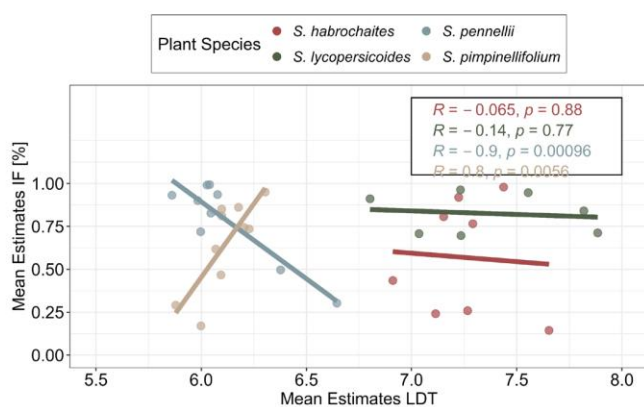 Plant Species
S. habrochaites
S. pennellii
S. lycopersicoides
S. pimpinellifolium
R = − 0.065, p = 0.88
R = − 0.14, p = 0.77
R = − 0.9, p = 0.00096
R = 0.8, p = 0.0056
Mean Estimates IF [%]
1.00
0.75
0.50
0.25
0.00
5.5 6.0 6.5 7.0 7.5 8.0
Mean Estimates LDT